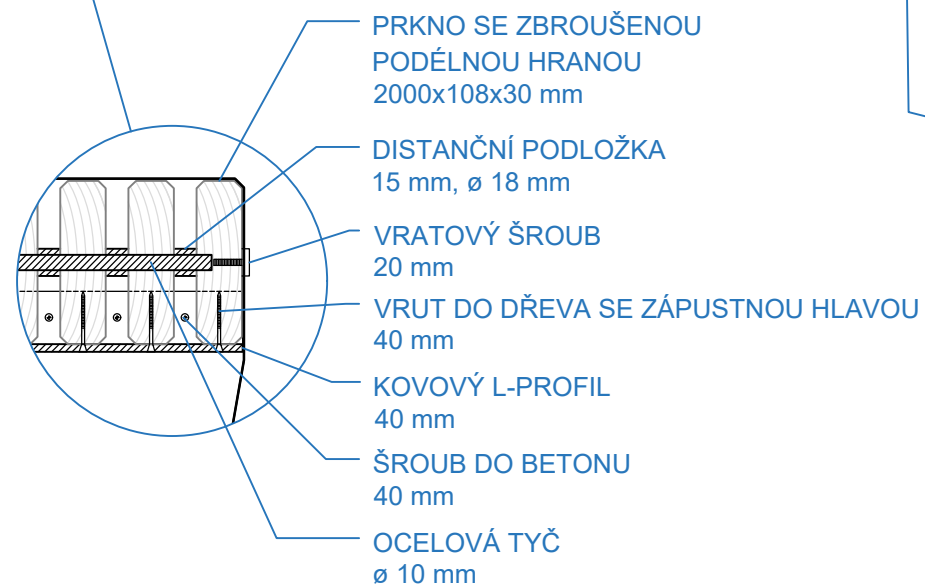 PRKNO SE ZBROUŠENOU
PODÉLNOU HRANOU
2000x108x30 mm
DISTANČNÍ PODLOŽKA
15 mm, ø 18 mm
VRATOVÝ ŠROUB
20 mm
VRUT DO DŘEVA SE ZÁPUSTNOU HLAVOU
40 mm
KOVOVÝ L-PROFIL
40 mm
ŠROUB DO BETONU
40 mm
OCELOVÁ TYČ
ø 10 mm